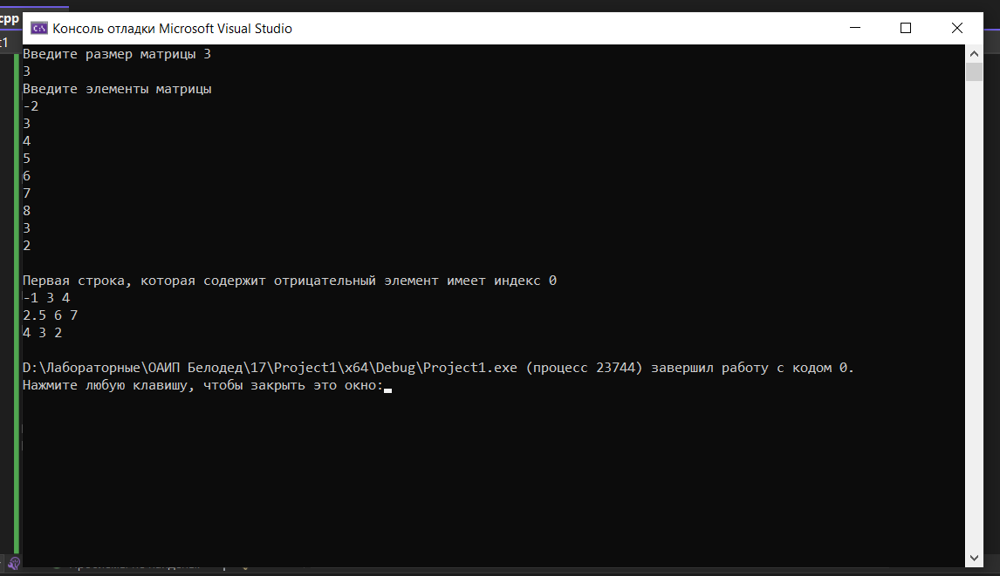 cpp
Консоль отладки Microsoft Visual Studio
t1
Введите размер матрицы 3
3
Введите элементы матрицы
-2
3
4
5
6
7
8
3
2
Первая строка, которая содержит отрицательный элемент имеет индекс 0
-1 3 4
2.5 6 7
4 3 2
D:\Лабораторные\ОАИП Белодед\17\Project1\x64\Debug\Project1.exe (процесс 23744) завершил работу с кодом 0.
Нажмите любую клавишу, чтобы закрыть это окно: